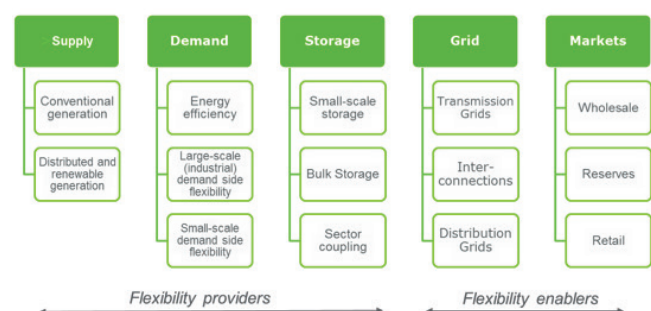 Supply
Demand
Storage
Grid
Markets
Conventional
generation
Distributed and
renewable
generation
Energy
efficiency
Large-scale
(industrial)
demand side
flexibility
Small-scale
demand side
flexibility
Small-scale
storage
Bulk Storage
Sector
coupling
Transmission
Grids
Inter-
connections
Distribution
Grids
Wholesale
Reserves
Retail
Flexibility providers
Flexibility enablers